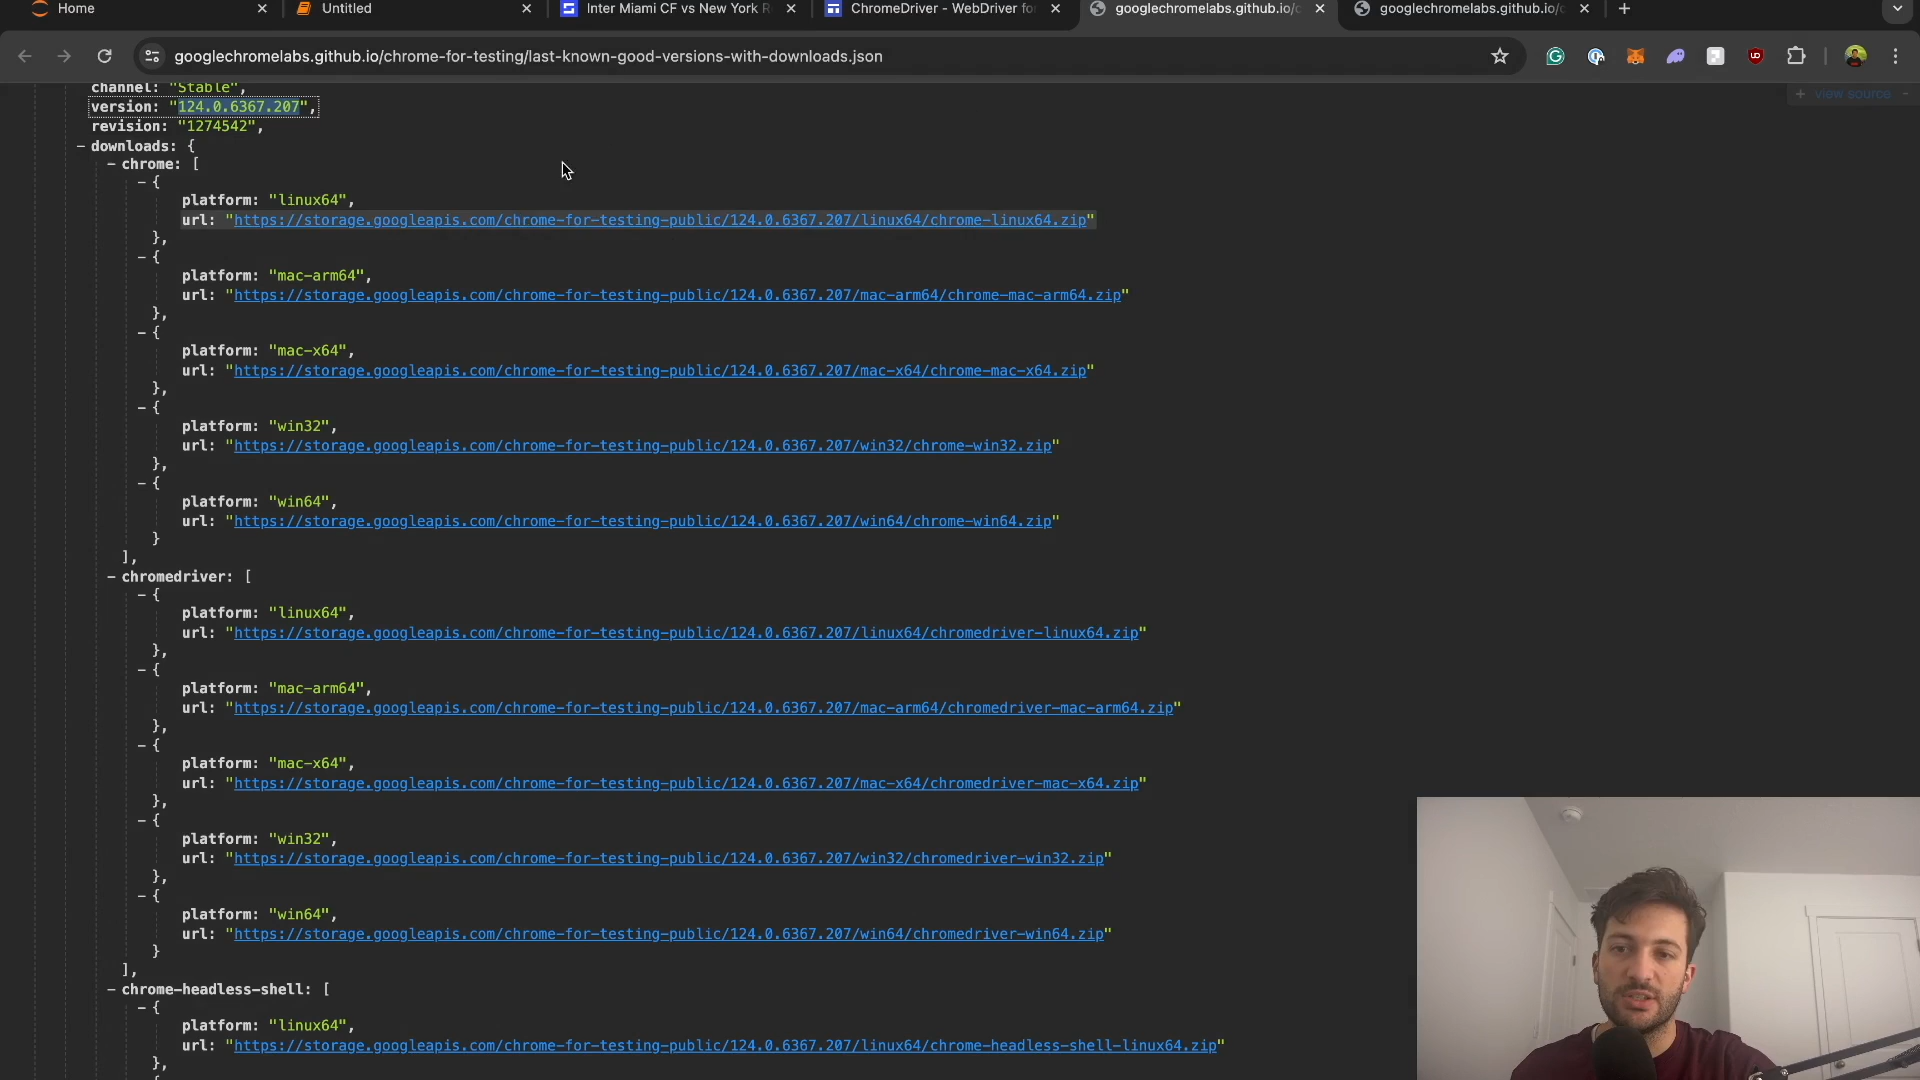 Home
Untitled
Inter Miami CF vs New York R
ChromeDriver - WebDriver for
googlechromelabs.github.io/c
googlechromelabs.github.io/c
googlechromelabs.github.io/chrome-for-testing/last-known-good-versions-with-downloads.json
+ view source -
channel: "Stable",
version: "124.0.6367.207",
revision: "1274542",
− downloads: {
− chrome: [
− {
platform: "linux64",
url: "https://storage.googleapis.com/chrome-for-testing-public/124.0.6367.207/linux64/chrome-linux64.zip"
},
− {
platform: "mac-arm64",
url: "https://storage.googleapis.com/chrome-for-testing-public/124.0.6367.207/mac-arm64/chrome-mac-arm64.zip"
},
− {
platform: "mac-x64",
url: "https://storage.googleapis.com/chrome-for-testing-public/124.0.6367.207/mac-x64/chrome-mac-x64.zip"
},
− {
platform: "win32",
url: "https://storage.googleapis.com/chrome-for-testing-public/124.0.6367.207/win32/chrome-win32.zip"
},
− {
platform: "win64",
url: "https://storage.googleapis.com/chrome-for-testing-public/124.0.6367.207/win64/chrome-win64.zip"
}
],
− chromedriver: [
− {
platform: "linux64",
url: "https://storage.googleapis.com/chrome-for-testing-public/124.0.6367.207/linux64/chromedriver-linux64.zip"
},
− {
platform: "mac-arm64",
url: "https://storage.googleapis.com/chrome-for-testing-public/124.0.6367.207/mac-arm64/chromedriver-mac-arm64.zip"
},
− {
platform: "mac-x64",
url: "https://storage.googleapis.com/chrome-for-testing-public/124.0.6367.207/mac-x64/chromedriver-mac-x64.zip"
},
− {
platform: "win32",
url: "https://storage.googleapis.com/chrome-for-testing-public/124.0.6367.207/win32/chromedriver-win32.zip"
},
− {
platform: "win64",
url: "https://storage.googleapis.com/chrome-for-testing-public/124.0.6367.207/win64/chromedriver-win64.zip"
}
],
− chrome-headless-shell: [
− {
platform: "linux64",
url: "https://storage.googleapis.com/chrome-for-testing-public/124.0.6367.207/linux64/chrome-headless-shell-linux64.zip"
},